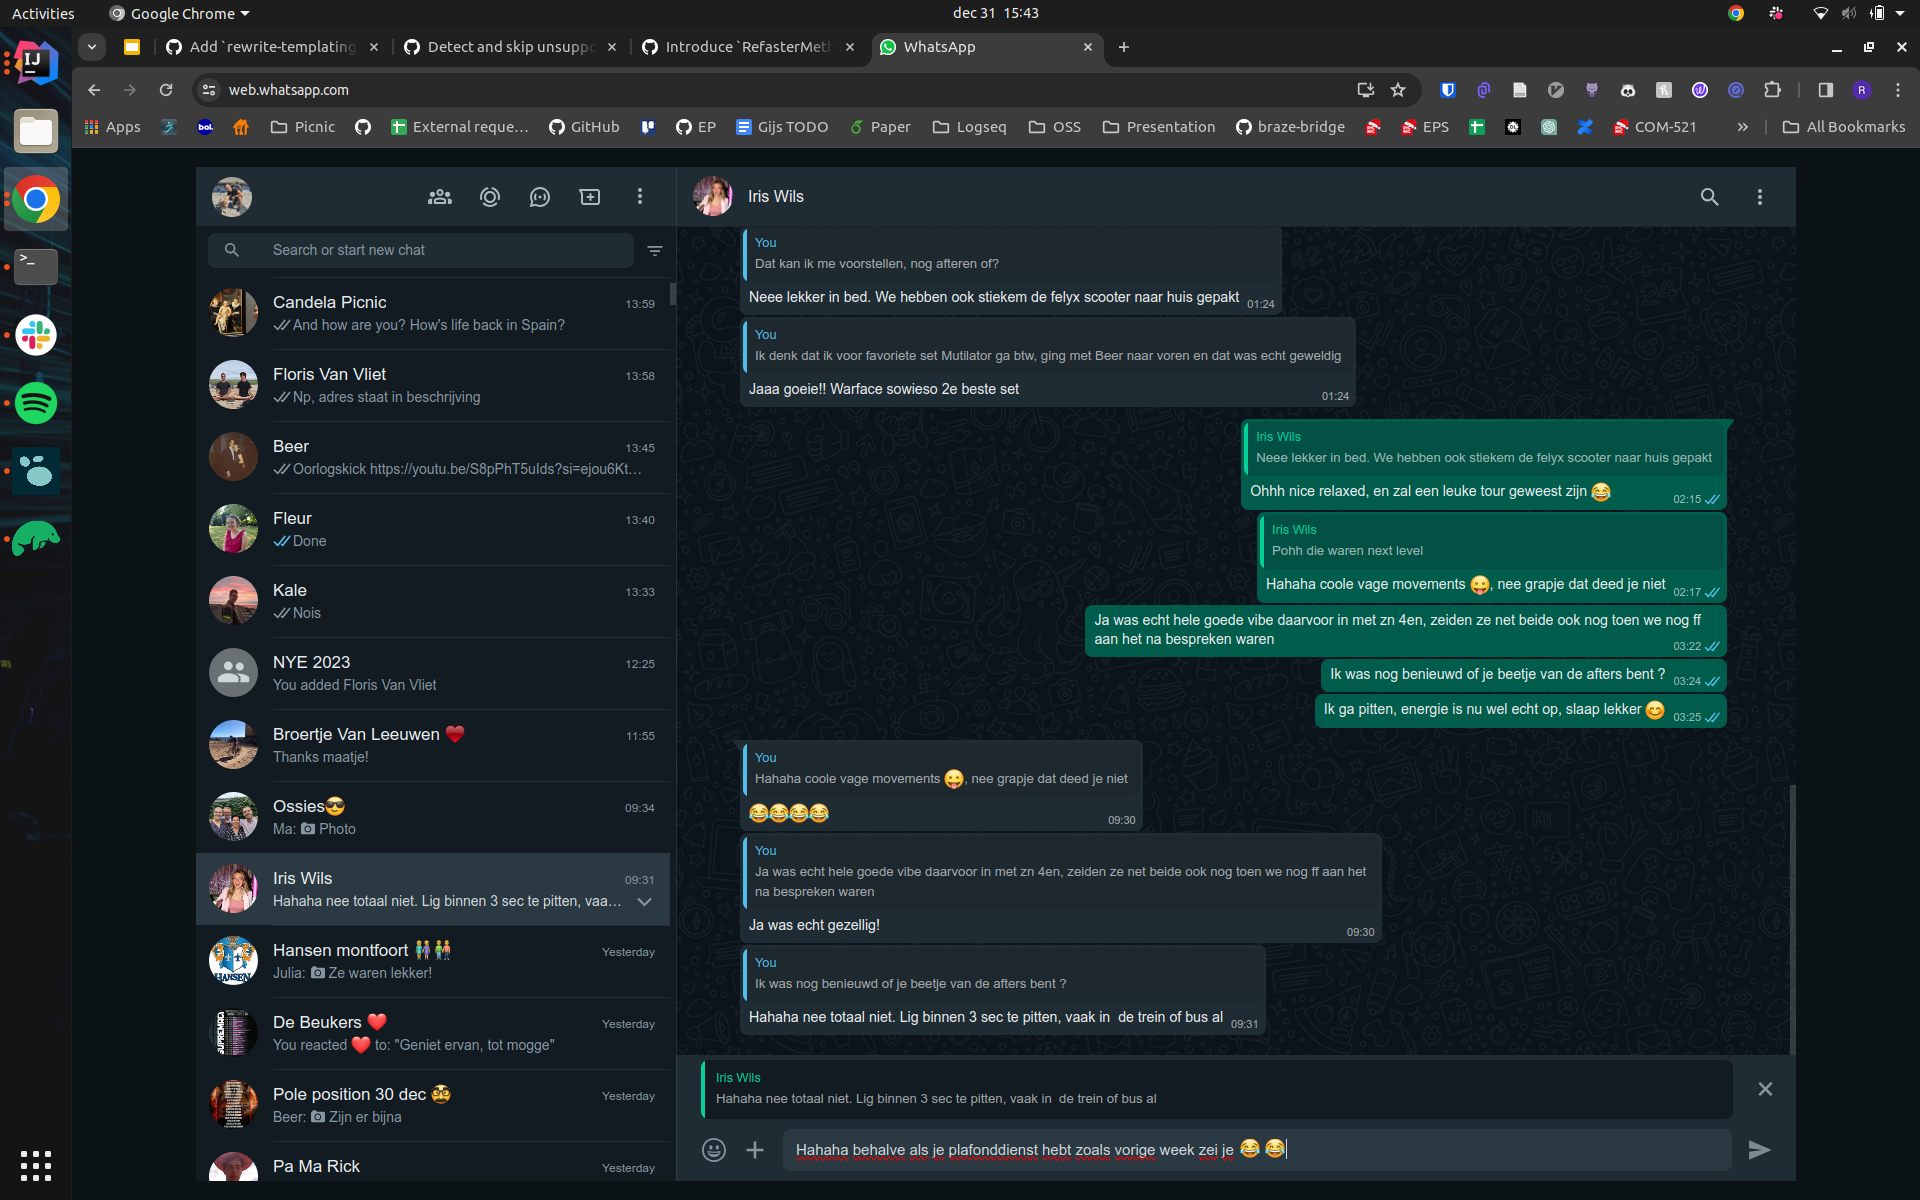 Activities
Google Chrome
dec 31 15:43
Add `rewrite-templating
Detect and skip unsuppo
Introduce `RefasterMeth
WhatsApp
web.whatsapp.com
R
Apps
bol.
Picnic
External reque...
GitHub
EP
Gijs TODO
Paper
Logseq
OSS
Presentation
braze-bridge
EPS
COM-521
All Bookmarks
Search or start new chat
Candela Picnic
13:59
And how are you? How's life back in Spain?
Floris Van Vliet
13:58
Np, adres staat in beschrijving
Beer
13:45
Oorlogskick https://youtu.be/S8pPhT5uIds?si=ejou6Kt...
Fleur
13:40
Done
Kale
13:33
Nois
NYE 2023
12:25
You added Floris Van Vliet
Broertje Van Leeuwen ❤️
11:55
Thanks maatje!
Ossies😎
09:34
Ma: 📷 Photo
Iris Wils
09:31
Hahaha nee totaal niet. Lig binnen 3 sec te pitten, vaa...
Hansen montfoort 👫👫
Yesterday
Julia: 📷 Ze waren lekker!
HANSEN
De Beukers ❤️
Yesterday
You reacted ❤️ to: "Geniet ervan, tot mogge"
Pole position 30 dec 🥸
Yesterday
Beer: 📷 Zijn er bijna
Pa Ma Rick
Yesterday
Iris Wils
You
Dat kan ik me voorstellen, nog afteren of?
Neee lekker in bed. We hebben ook stiekem de felyx scooter naar huis gepakt
01:24
You
Ik denk dat ik voor favoriete set Mutilator ga btw, ging met Beer naar voren en dat was echt geweldig
Jaaa goeie!! Warface sowieso 2e beste set
01:24
Iris Wils
Neee lekker in bed. We hebben ook stiekem de felyx scooter naar huis gepakt
Ohhh nice relaxed, en zal een leuke tour geweest zijn 😂
02:15
Iris Wils
Pohh die waren next level
Hahaha coole vage movements 😛, nee grapje dat deed je niet
02:17
Ja was echt hele goede vibe daarvoor in met zn 4en, zeiden ze net beide ook nog toen we nog ff
aan het na bespreken waren
03:22
Ik was nog benieuwd of je beetje van de afters bent ?
03:24
Ik ga pitten, energie is nu wel echt op, slaap lekker 😊
03:25
You
Hahaha coole vage movements 😛, nee grapje dat deed je niet
😂😂😂😂
09:30
You
Ja was echt hele goede vibe daarvoor in met zn 4en, zeiden ze net beide ook nog toen we nog ff aan het
na bespreken waren
Ja was echt gezellig!
09:30
You
Ik was nog benieuwd of je beetje van de afters bent ?
Hahaha nee totaal niet. Lig binnen 3 sec te pitten, vaak in  de trein of bus al
09:31
Iris Wils
Hahaha nee totaal niet. Lig binnen 3 sec te pitten, vaak in  de trein of bus al
Hahaha behalve als je plafonddienst hebt zoals vorige week zei je 😂 😂